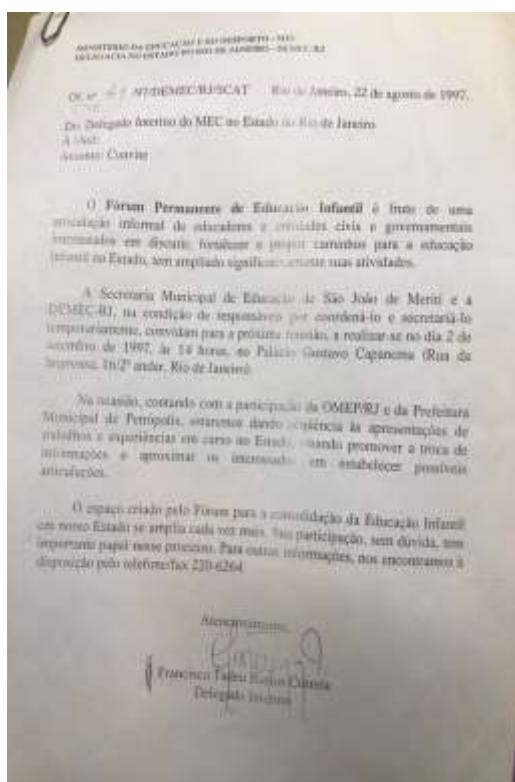 MINISTÉRIO DA EDUCAÇÃO E DO DESPORTO - MEC
DELEGACIA NO ESTADO DO RIO DE JANEIRO - DEMEC/RJ
Of. nº /97/DEMEC/RJ/SCAT Rio de Janeiro, 22 de agosto de 1997.
Do: Delegado Interino do MEC no Estado do Rio de Janeiro
Assunto: Convite
O Fórum Permanente de Educação Infantil é fruto de uma
articulação informal de educadores e entidades civis e governamentais
interessados em discutir, fortalecer e propor caminhos para a educação
infantil no Estado, tem ampliado significativamente suas atividades.
A Secretaria Municipal de Educação de São João de Meriti e a
DEMEC/RJ, na condição de responsáveis por coordená-lo e secretariá-lo
temporariamente, convidam para a próxima reunião, a realizar-se no dia 2 de
setembro de 1997, às 14 horas, no Palácio Gustavo Capanema (Rua da
Imprensa, 16/2º andar, Rio de Janeiro).
Na ocasião, contando com a participação da OMEP/RJ e da Prefeitura
Municipal de Petrópolis, estaremos dando seqüência às apresentações de
trabalhos e experiências em curso no Estado, visando promover a troca de
informações e aproximar os interessados em estabelecer possíveis
articulações.
O espaço criado pelo Fórum para a consolidação da Educação Infantil
em nosso Estado se amplia cada vez mais. Sua participação, sem dúvida, tem
importante papel nesse processo. Para outras informações, nos encontramos à
disposição pelo telefone/fax 220-6264.
Atenciosamente,
Francisco Correia
Delegado Interino